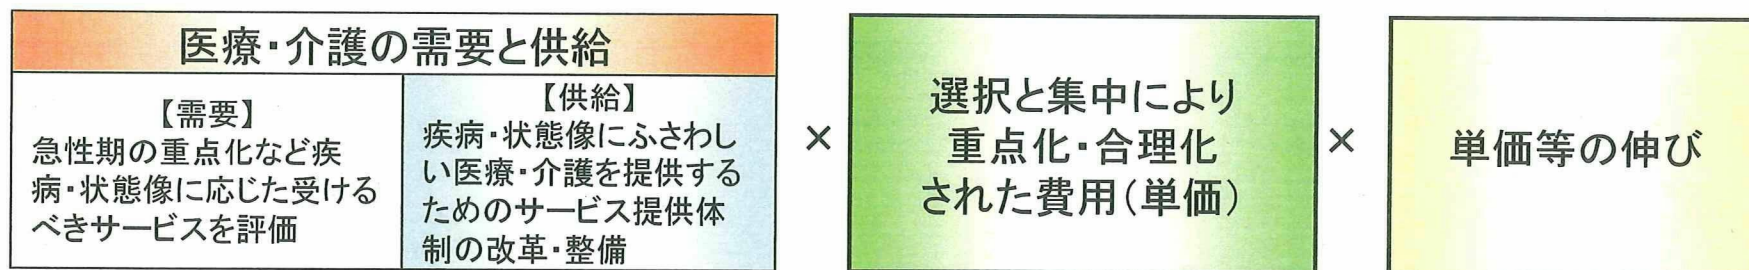 医療・介護の需要と供給
【需要】
急性期の重点化など疾
病・状態像に応じた受ける
べきサービスを評価
【供給】
疾病・状態像にふさわし
い医療・介護を提供する
ためのサービス提供体
制の改革・整備
×
選択と集中により
重点化・合理化
された費用(単価)
×
単価等の伸び